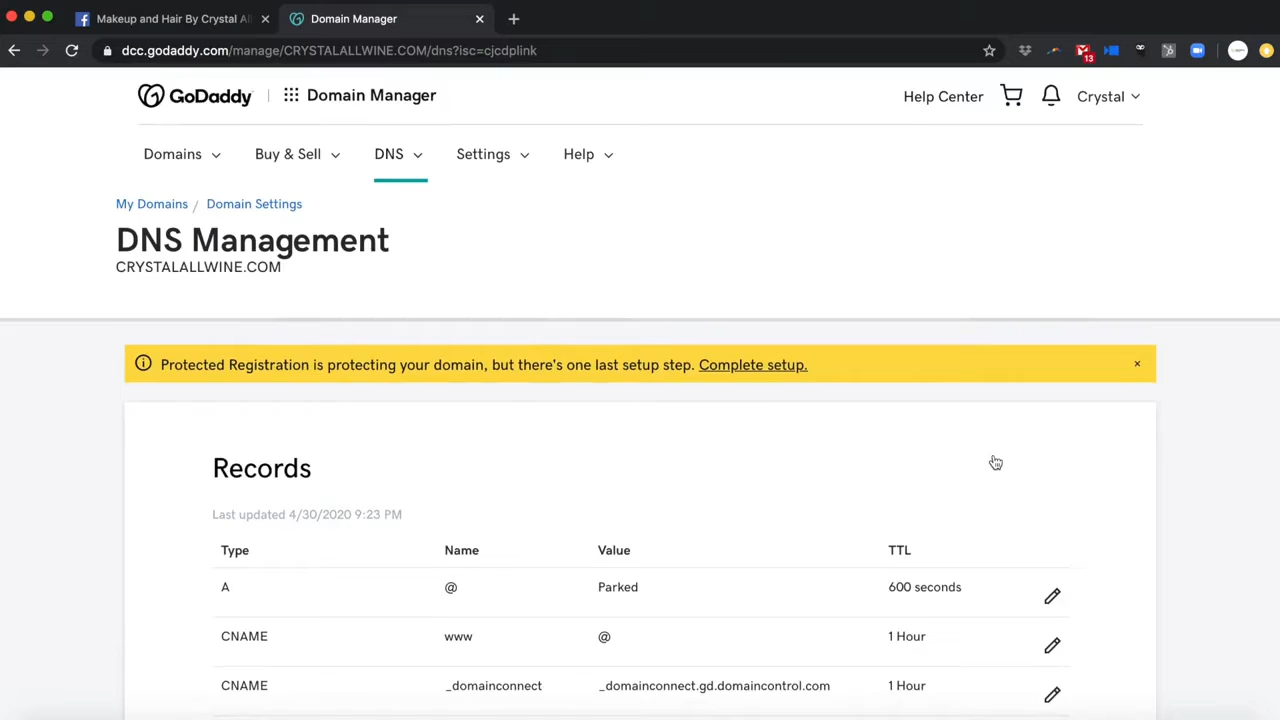 Makeup and Hair By Crystal Al
Domain Manager
dcc.godaddy.com/manage/CRYSTALALLWINE.COM/dns?isc=cjcdplink
13
GoDaddy
Domain Manager
Help Center
Crystal
Domains
Buy & Sell
DNS
Settings
Help
My Domains / Domain Settings
DNS Management
CRYSTALALLWINE.COM
Protected Registration is protecting your domain, but there's one last setup step. Complete setup.
Records
Last updated 4/30/2020 9:23 PM
Type Name Value TTL
A @ Parked 600 seconds
CNAME www @ 1 Hour
CNAME _domainconnect _domainconnect.gd.domaincontrol.com 1 Hour